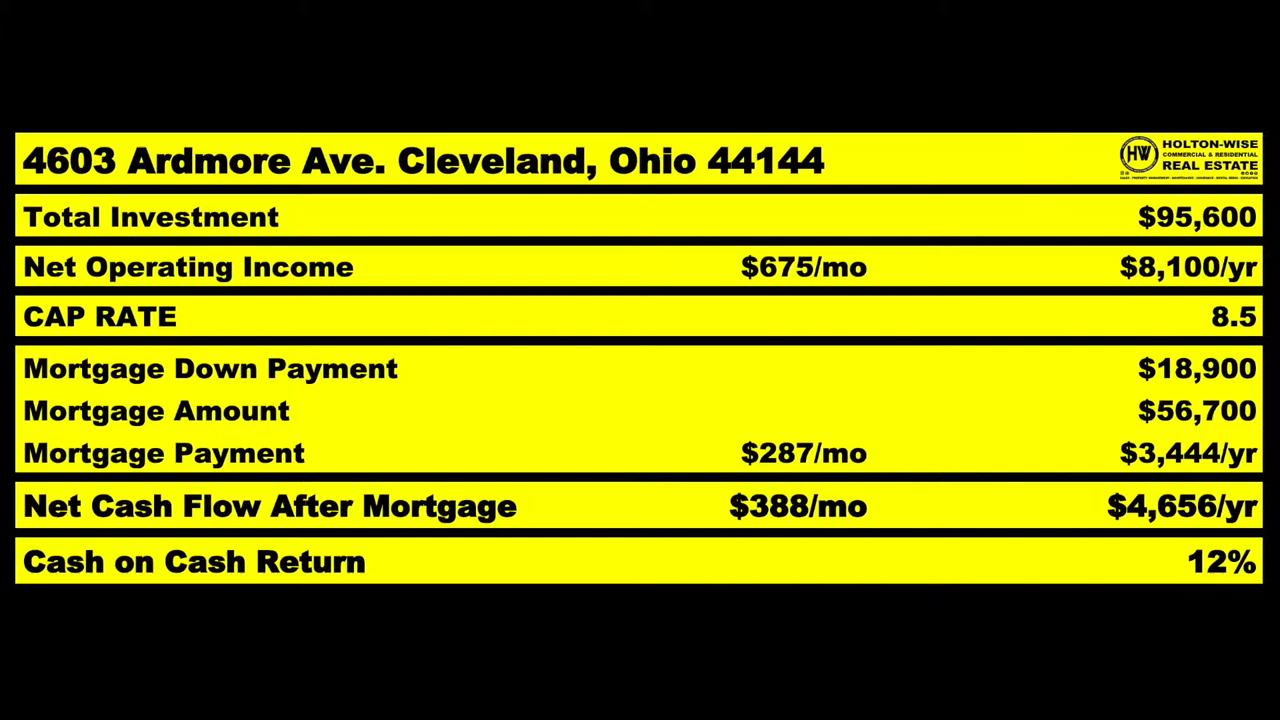 4603 Ardmore Ave. Cleveland, Ohio 44144
HW
HOLTON-WISE
COMMERCIAL & RESIDENTIAL
REAL ESTATE
Total Investment $95,600
Net Operating Income $675/mo $8,100/yr
CAP RATE 8.5
Mortgage Down Payment $18,900
Mortgage Amount $56,700
Mortgage Payment $287/mo $3,444/yr
Net Cash Flow After Mortgage $388/mo $4,656/yr
Cash on Cash Return 12%